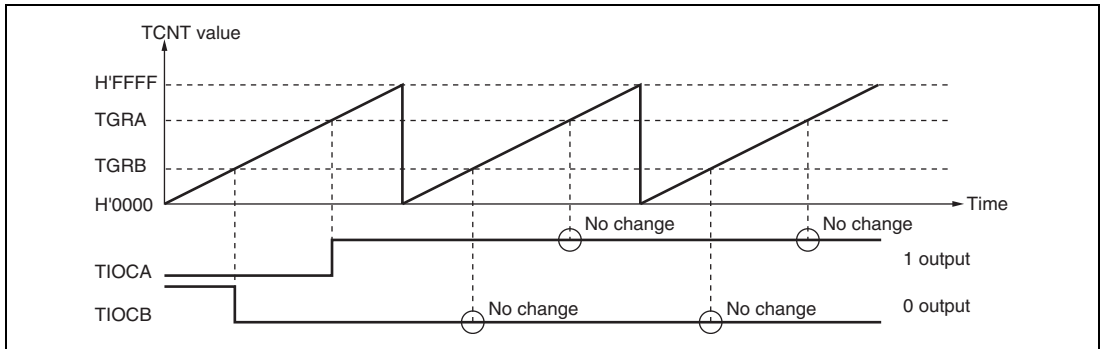 TCNT value
H'FFFF
TGRA
TGRB
H'0000
Time
No change
No change
TIOCA
1 output
No change
No change
TIOCB
0 output